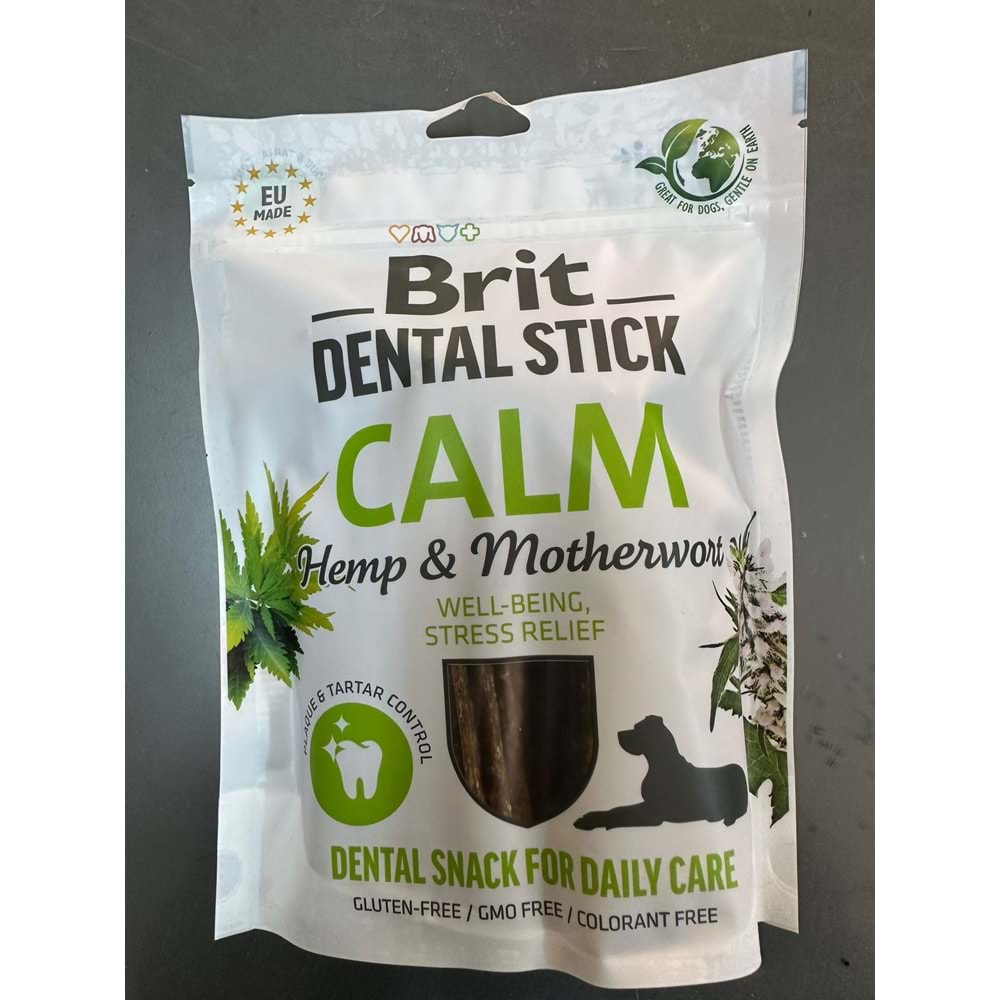 EU
MADE
GREAT FOR DOGS, GENTLE ON EARTH
Brit
DENTAL STICK
CALM
Hemp & Motherwort
WELL-BEING,
STRESS RELIEF
PLAQUE & TARTAR CONTROL
DENTAL SNACK FOR DAILY CARE
GLUTEN-FREE / GMO FREE / COLORANT FREE